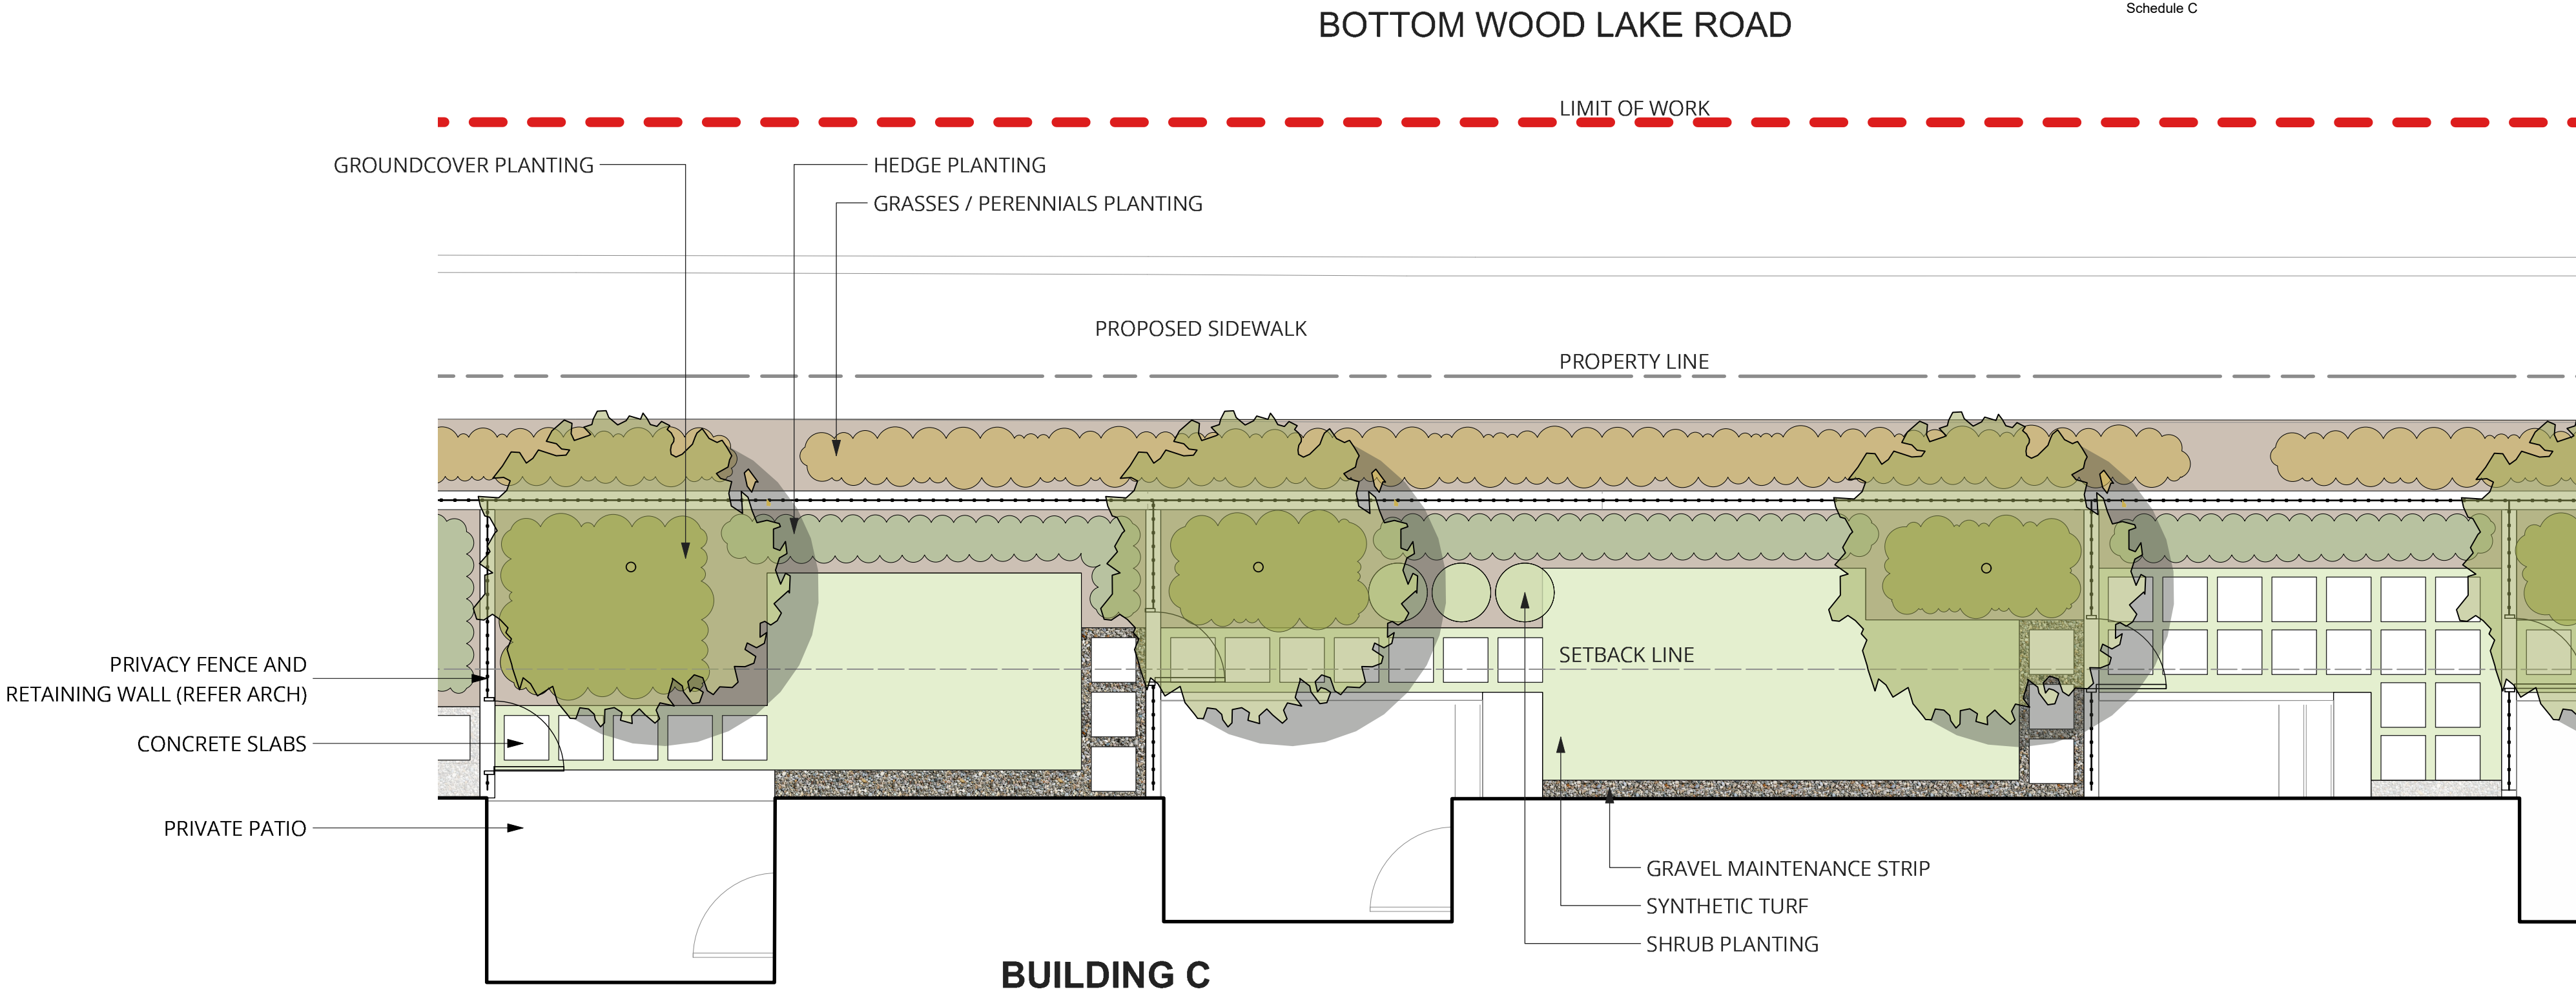 Schedule C
BOTTOM WOOD LAKE ROAD
LIMIT OF WORK
GROUNDCOVER PLANTING
HEDGE PLANTING
GRASSES / PERENNIALS PLANTING
PROPOSED SIDEWALK
PROPERTY LINE
SETBACK LINE
PRIVACY FENCE AND
RETAINING WALL (REFER ARCH)
CONCRETE SLABS
PRIVATE PATIO
GRAVEL MAINTENANCE STRIP
SYNTHETIC TURF
SHRUB PLANTING
BUILDING C